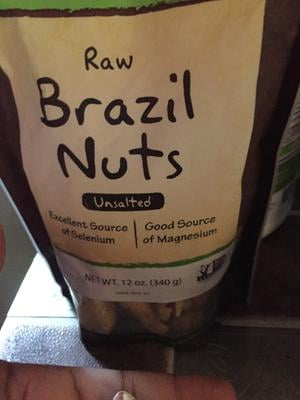 Raw
Brazil
Nuts
Unsalted
Excellent Source
of Selenium
Good Source
of Magnesium
NET WT. 12 oz. (340 g)